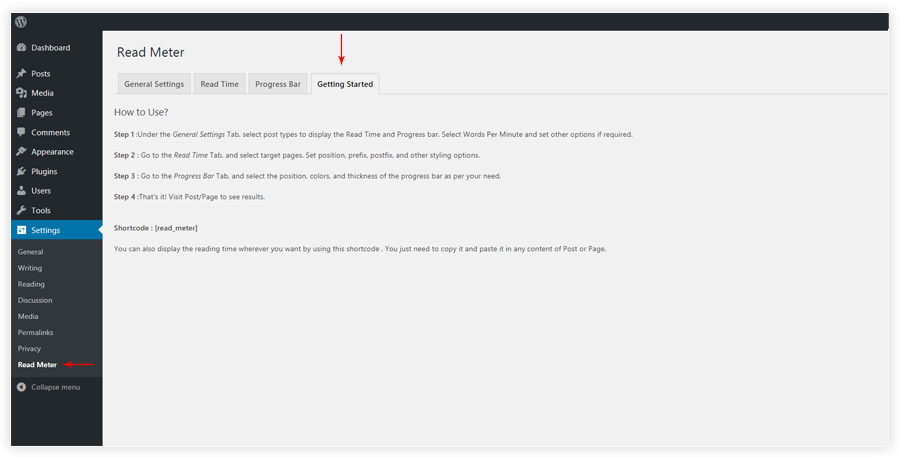 Dashboard
Posts
Media
Pages
Comments
Appearance
Plugins
Users
Tools
Settings
General
Writing
Reading
Discussion
Media
Permalinks
Privacy
Read Meter
Collapse menu
Read Meter
General Settings
Read Time
Progress Bar
Getting Started
How to Use?
Step 1 :Under the General Settings Tab, select post types to display the Read Time and Progress bar. Select Words Per Minute and set other options if required.
Step 2 : Go to the Read Time Tab, and select target pages. Set position, prefix, postfix, and other styling options.
Step 3 : Go to the Progress Bar Tab, and select the position, colors, and thickness of the progress bar as per your need.
Step 4 :That's it! Visit Post/Page to see results.
Shortcode : [read_meter]
You can also display the reading time wherever you want by using this shortcode . You just need to copy it and paste it in any content of Post or Page.